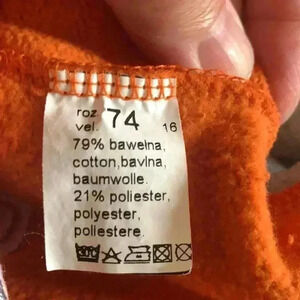 roz
vel. 74 16
79% bawełna,
cotton,bavlna,
baumwolle.
21% poliester,
polyester,
poliestere.